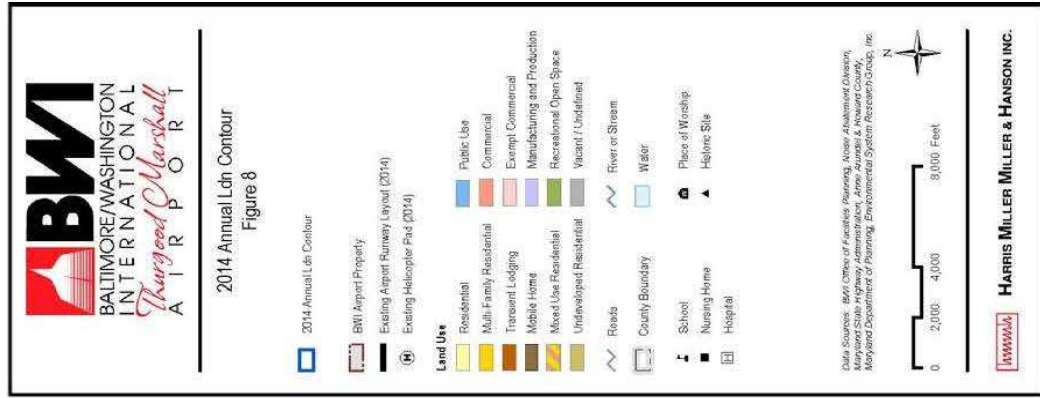 BWI
BALTIMORE/WASHINGTON
INTERNATIONAL
Thurgood Marshall
AIRPORT
2014 Annual Ldn Contour
Figure 8
2014 Annual Ldn Contour
BWI Airport Property
Existing Airport Runway Layout (2014)
H Existing Helicopter Pad (2014)
Land Use
Residential
Multi-Family Residential
Transient Lodging
Mobile Home
Mixed Use Residential
Undeveloped Residential
Public Use
Commercial
Exempt Commercial
Manufacturing and Production
Recreational Open Space
Vacant / Undefined
Roads
River or Stream
County Boundary
Water
School
Place of Worship
Nursing Home
Historic Site
H Hospital
Data Sources: BWI Office of Facilities Planning, Noise Abatement Division,
Maryland State Highway Administration, Anne Arundel & Howard County,
Maryland Department of Planning, Environmental System Research Group, Inc.
N
0 2,000 4,000 8,000 Feet
HARRIS MILLER MILLER & HANSON INC.